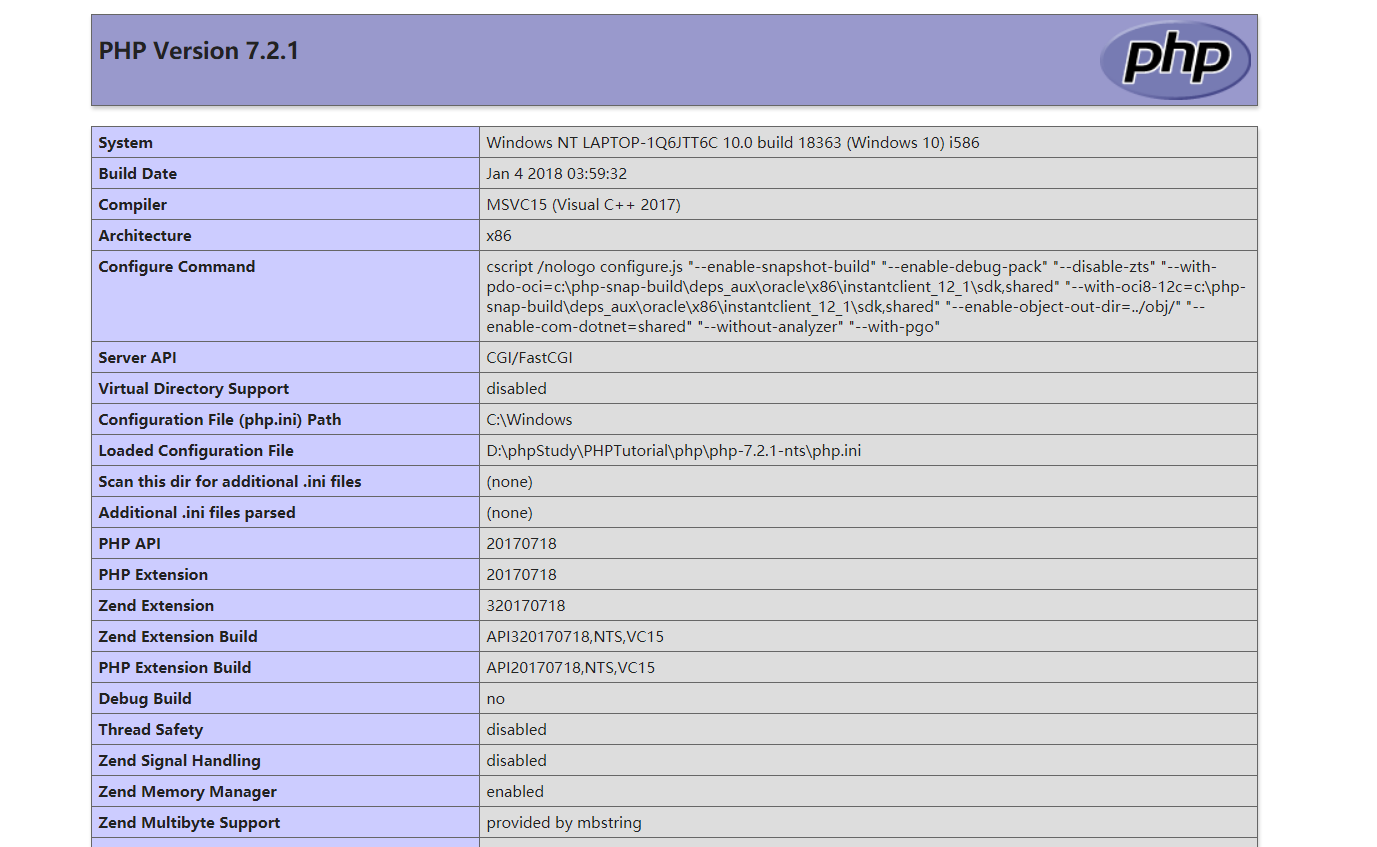 PHP Version 7.2.1
php
System Windows NT LAPTOP-1Q6JTT6C 10.0 build 18363 (Windows 10) i586
Build Date Jan 4 2018 03:59:32
Compiler MSVC15 (Visual C++ 2017)
Architecture x86
Configure Command cscript /nologo configure.js "--enable-snapshot-build" "--enable-debug-pack" "--disable-zts" "--with-
pdo-oci=c:\php-snap-build\deps_aux\oracle\x86\instantclient_12_1\sdk,shared" "--with-oci8-12c=c:\php-
snap-build\deps_aux\oracle\x86\instantclient_12_1\sdk,shared" "--enable-object-out-dir=../obj/" "--
enable-com-dotnet=shared" "--without-analyzer" "--with-pgo"
Server API CGI/FastCGI
Virtual Directory Support disabled
Configuration File (php.ini) Path C:\Windows
Loaded Configuration File D:\phpStudy\PHPTutorial\php\php-7.2.1-nts\php.ini
Scan this dir for additional .ini files (none)
Additional .ini files parsed (none)
PHP API 20170718
PHP Extension 20170718
Zend Extension 320170718
Zend Extension Build API320170718,NTS,VC15
PHP Extension Build API20170718,NTS,VC15
Debug Build no
Thread Safety disabled
Zend Signal Handling disabled
Zend Memory Manager enabled
Zend Multibyte Support provided by mbstring